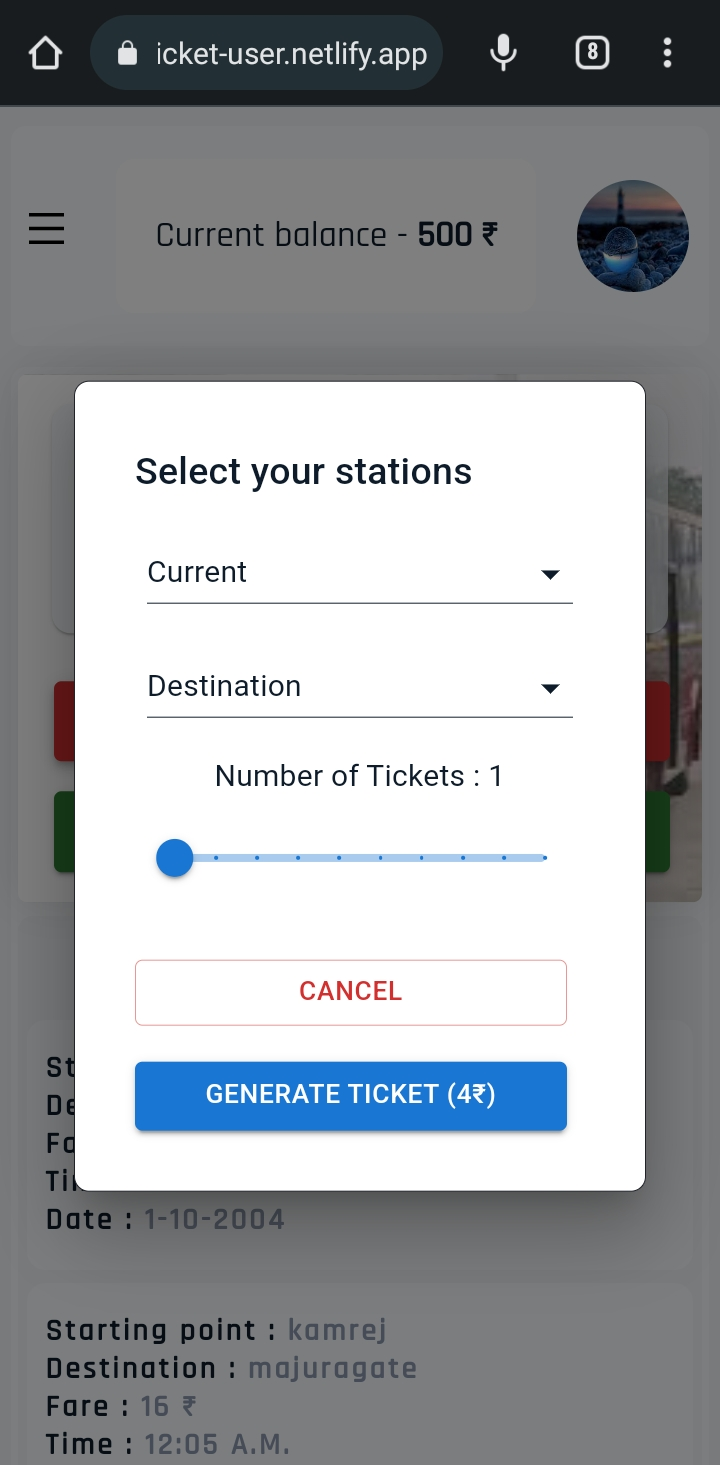 icket-user.netlify.app
8
Current balance - 500 ₹
Select your stations
Current
Destination
Number of Tickets : 1
CANCEL
GENERATE TICKET (4₹)
Date : 1-10-2004
Starting point : kamrej
Destination : majuragate
Fare : 16 ₹
Time : 12:05 A.M.